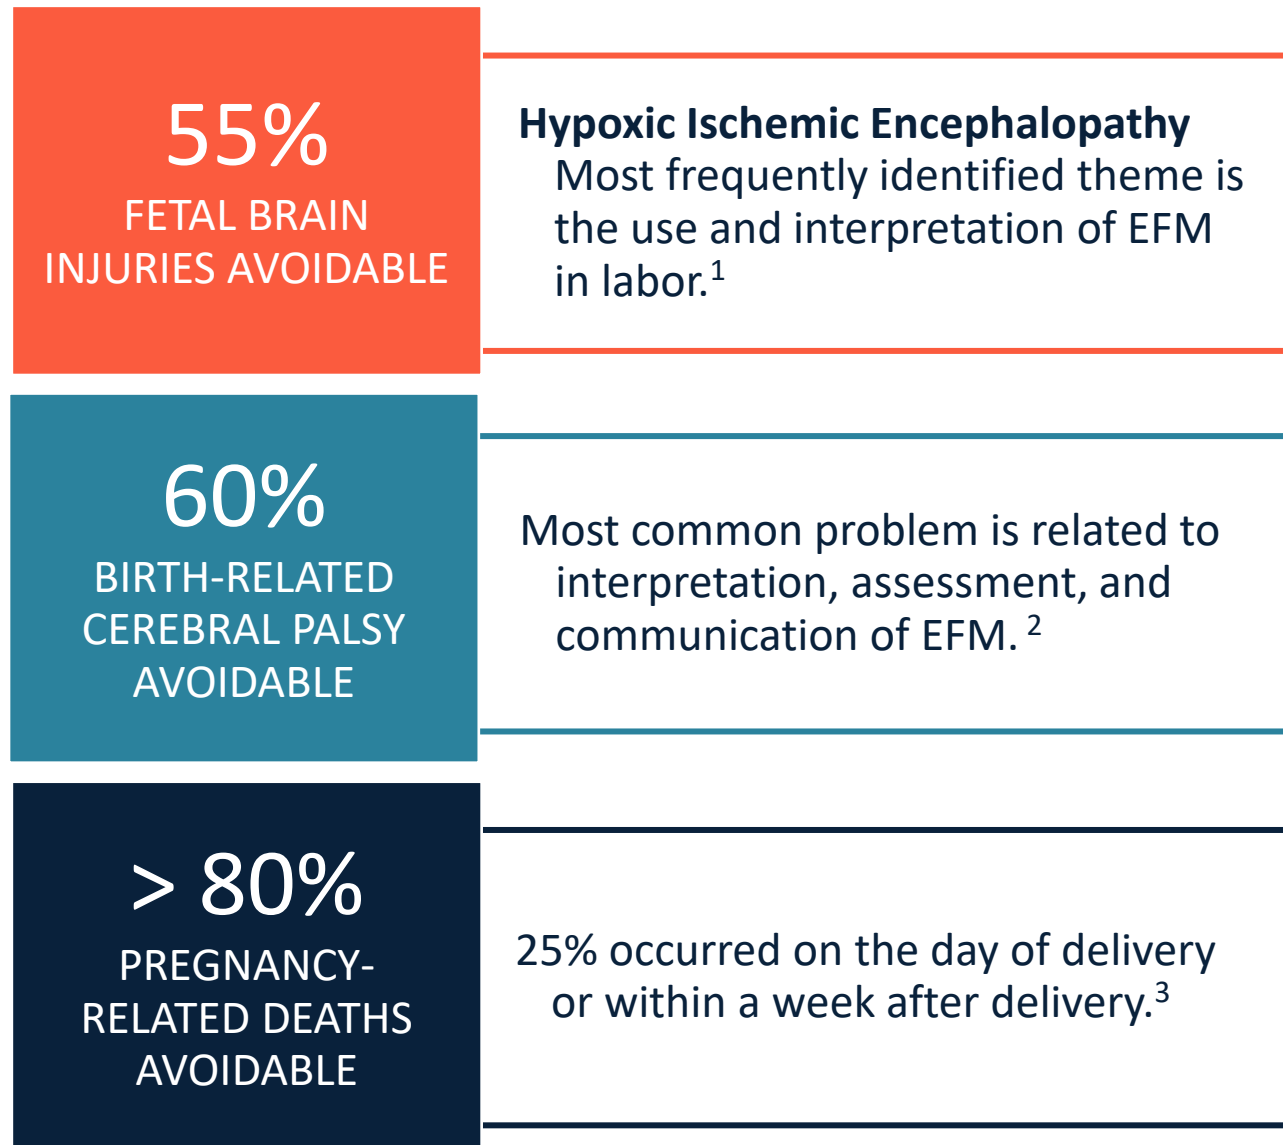 55%
FETAL BRAIN
INJURIES AVOIDABLE
Hypoxic Ischemic Encephalopathy
Most frequently identified theme is
the use and interpretation of EFM
in labor.1
60%
BIRTH-RELATED
CEREBRAL PALSY
AVOIDABLE
Most common problem is related to
interpretation, assessment, and
communication of EFM. 2
> 80%
PREGNANCY-
RELATED DEATHS
AVOIDABLE
25% occurred on the day of delivery
or within a week after delivery.3